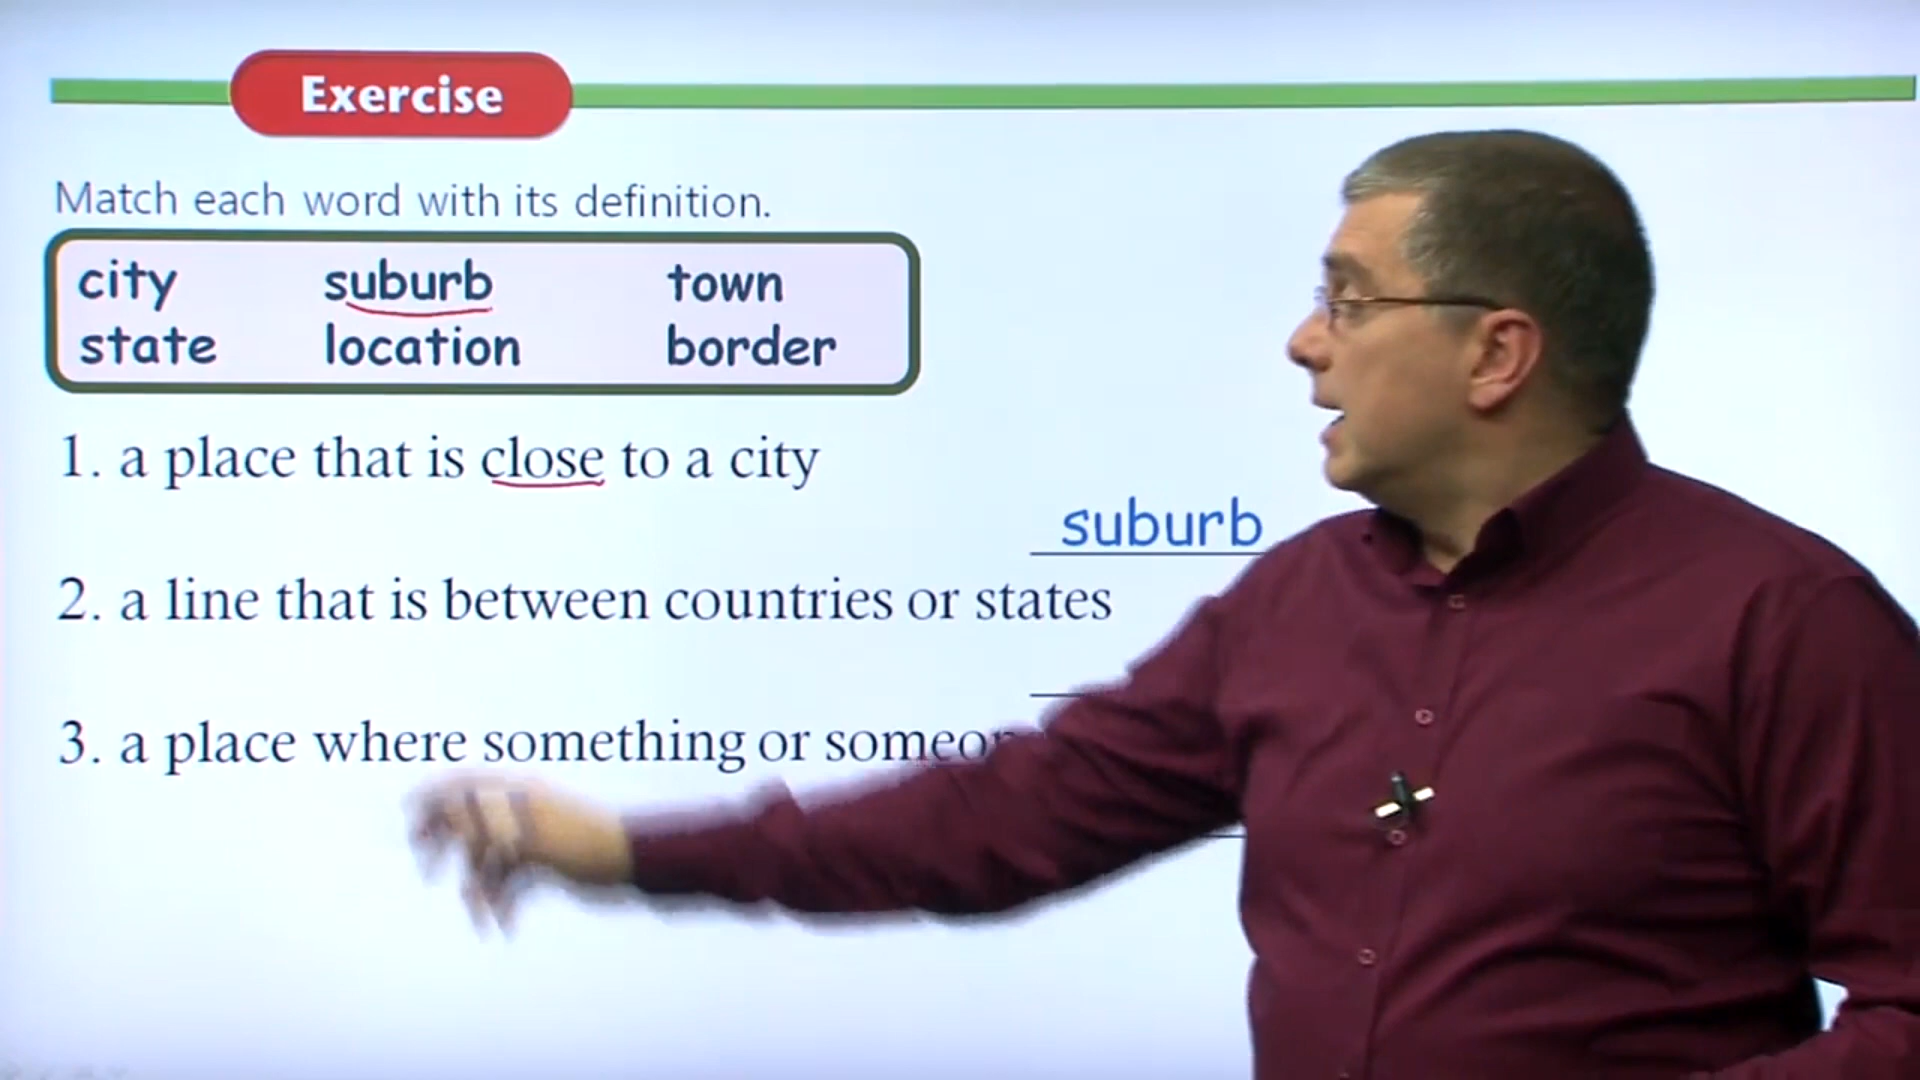 Exercise
Match each word with its definition.
city suburb town
state location border
1. a place that is close to a city
suburb
2. a line that is between countries or states
3. a place where something or